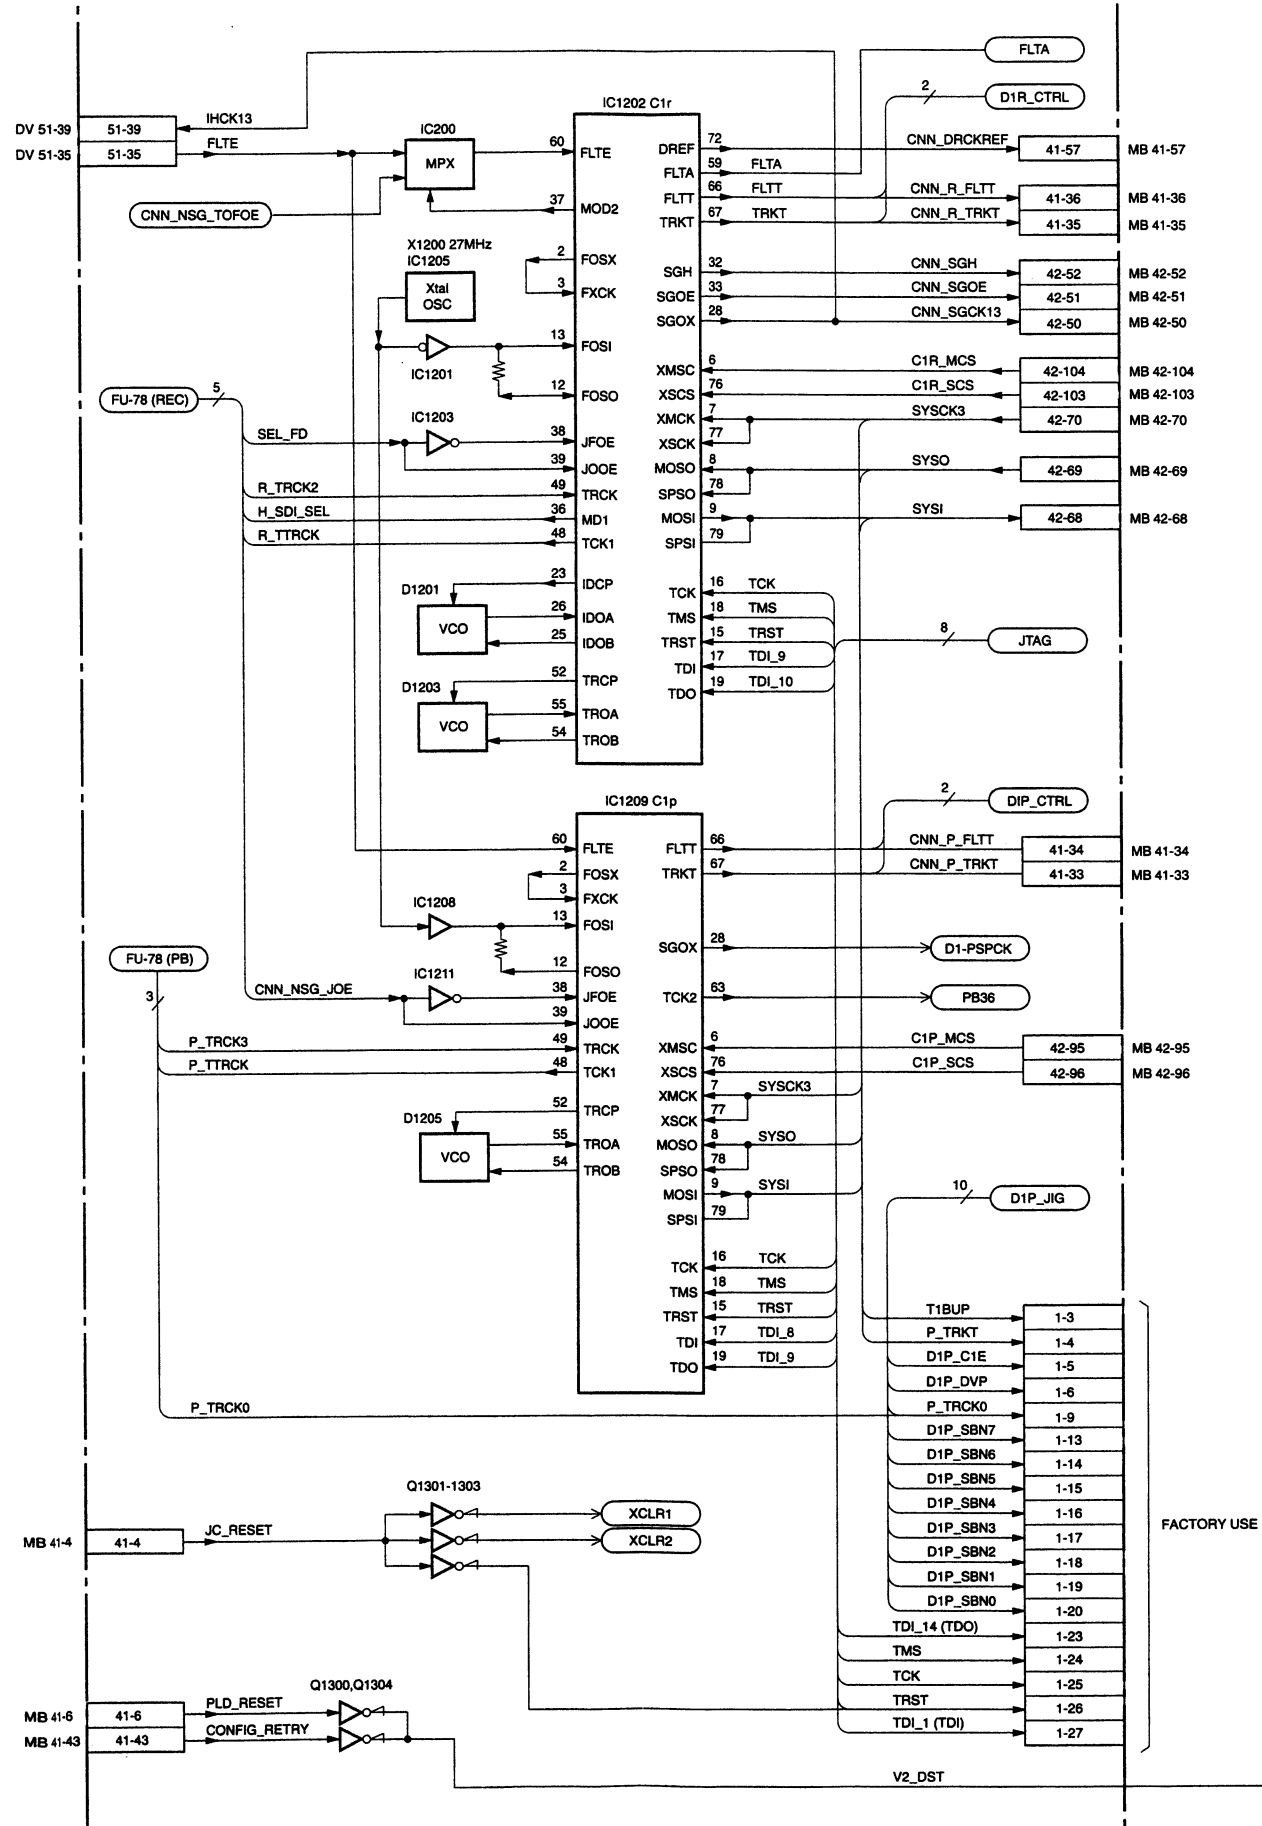 FLTA
2
D1R_CTRL
IC1202 C1r
DV 51-39
51-39
IHCK13
DV 51-35
51-35
FLTE
IC200
MPX
60
FLTE
DREF
72
CNN_DRCKREF
41-57
MB 41-57
FLTA
59
FLTA
CNN_NSG_TOFOE
37
MOD2
FLTT
66
FLTT
CNN_R_FLTT
41-36
MB 41-36
TRKT
67
TRKT
CNN_R_TRKT
41-35
MB 41-35
X1200 27MHz
IC1205
Xtal
OSC
2
FOSX
3
FXCK
SGH
32
CNN_SGH
42-52
MB 42-52
SGOE
33
CNN_SGOE
42-51
MB 42-51
SGOX
28
CNN_SGCK13
42-50
MB 42-50
IC1201
13
FOSI
12
FOSO
XMSC
6
C1R_MCS
42-104
MB 42-104
XSCS
76
C1R_SCS
42-103
MB 42-103
XMCK
7
SYSCK3
42-70
MB 42-70
XSCK
77
FU-78 (REC)
5
SEL_FD
IC1203
38
JFOE
39
JOOE
MOSO
8
SYSO
42-69
MB 42-69
SPSO
78
R_TRCK2
49
TRCK
H_SDI_SEL
36
MD1
MOSI
9
SYSI
42-68
MB 42-68
R_TTRCK
48
TCK1
SPSI
79
D1201
VCO
23
IDCP
26
IDOA
25
IDOB
TCK
16
TCK
TMS
18
TMS
TRST
15
TRST
8
JTAG
TDI
17
TDI_9
TDO
19
TDI_10
D1203
VCO
52
TRCP
55
TROA
54
TROB
IC1209 C1p
2
DIP_CTRL
60
FLTE
FLTT
66
CNN_P_FLTT
41-34
MB 41-34
2
FOSX
TRKT
67
CNN_P_TRKT
41-33
MB 41-33
3
FXCK
IC1208
13
FOSI
12
FOSO
SGOX
28
D1-PSPCK
FU-78 (PB)
3
CNN_NSG_JOE
IC1211
38
JFOE
39
JOOE
TCK2
63
PB36
P_TRCK3
49
TRCK
XMSC
6
C1P_MCS
42-95
MB 42-95
P_TTRCK
48
TCK1
XSCS
76
C1P_SCS
42-96
MB 42-96
XMCK
7
SYSCK3
XSCK
77
D1205
VCO
52
TRCP
55
TROA
54
TROB
MOSO
8
SYSO
SPSO
78
MOSI
9
SYSI
SPSI
79
10
D1P_JIG
TCK
16
TCK
TMS
18
TMS
TRST
15
TRST
TDI
17
TDI_8
TDO
19
TDI_9
T1BUP
1-3
P_TRKT
1-4
D1P_C1E
1-5
D1P_DVP
1-6
P_TRCK0
P_TRCK0
1-9
D1P_SBN7
1-13
D1P_SBN6
1-14
D1P_SBN5
1-15
D1P_SBN4
1-16
D1P_SBN3
1-17
D1P_SBN2
1-18
D1P_SBN1
1-19
D1P_SBN0
1-20
TDI_14 (TDO)
1-23
TMS
1-24
TCK
1-25
TRST
1-26
TDI_1 (TDI)
1-27
FACTORY USE
Q1301-1303
XCLR1
XCLR2
MB 41-4
41-4
JC_RESET
Q1300,Q1304
MB 41-6
41-6
PLD_RESET
MB 41-43
41-43
CONFIG_RETRY
V2_DST